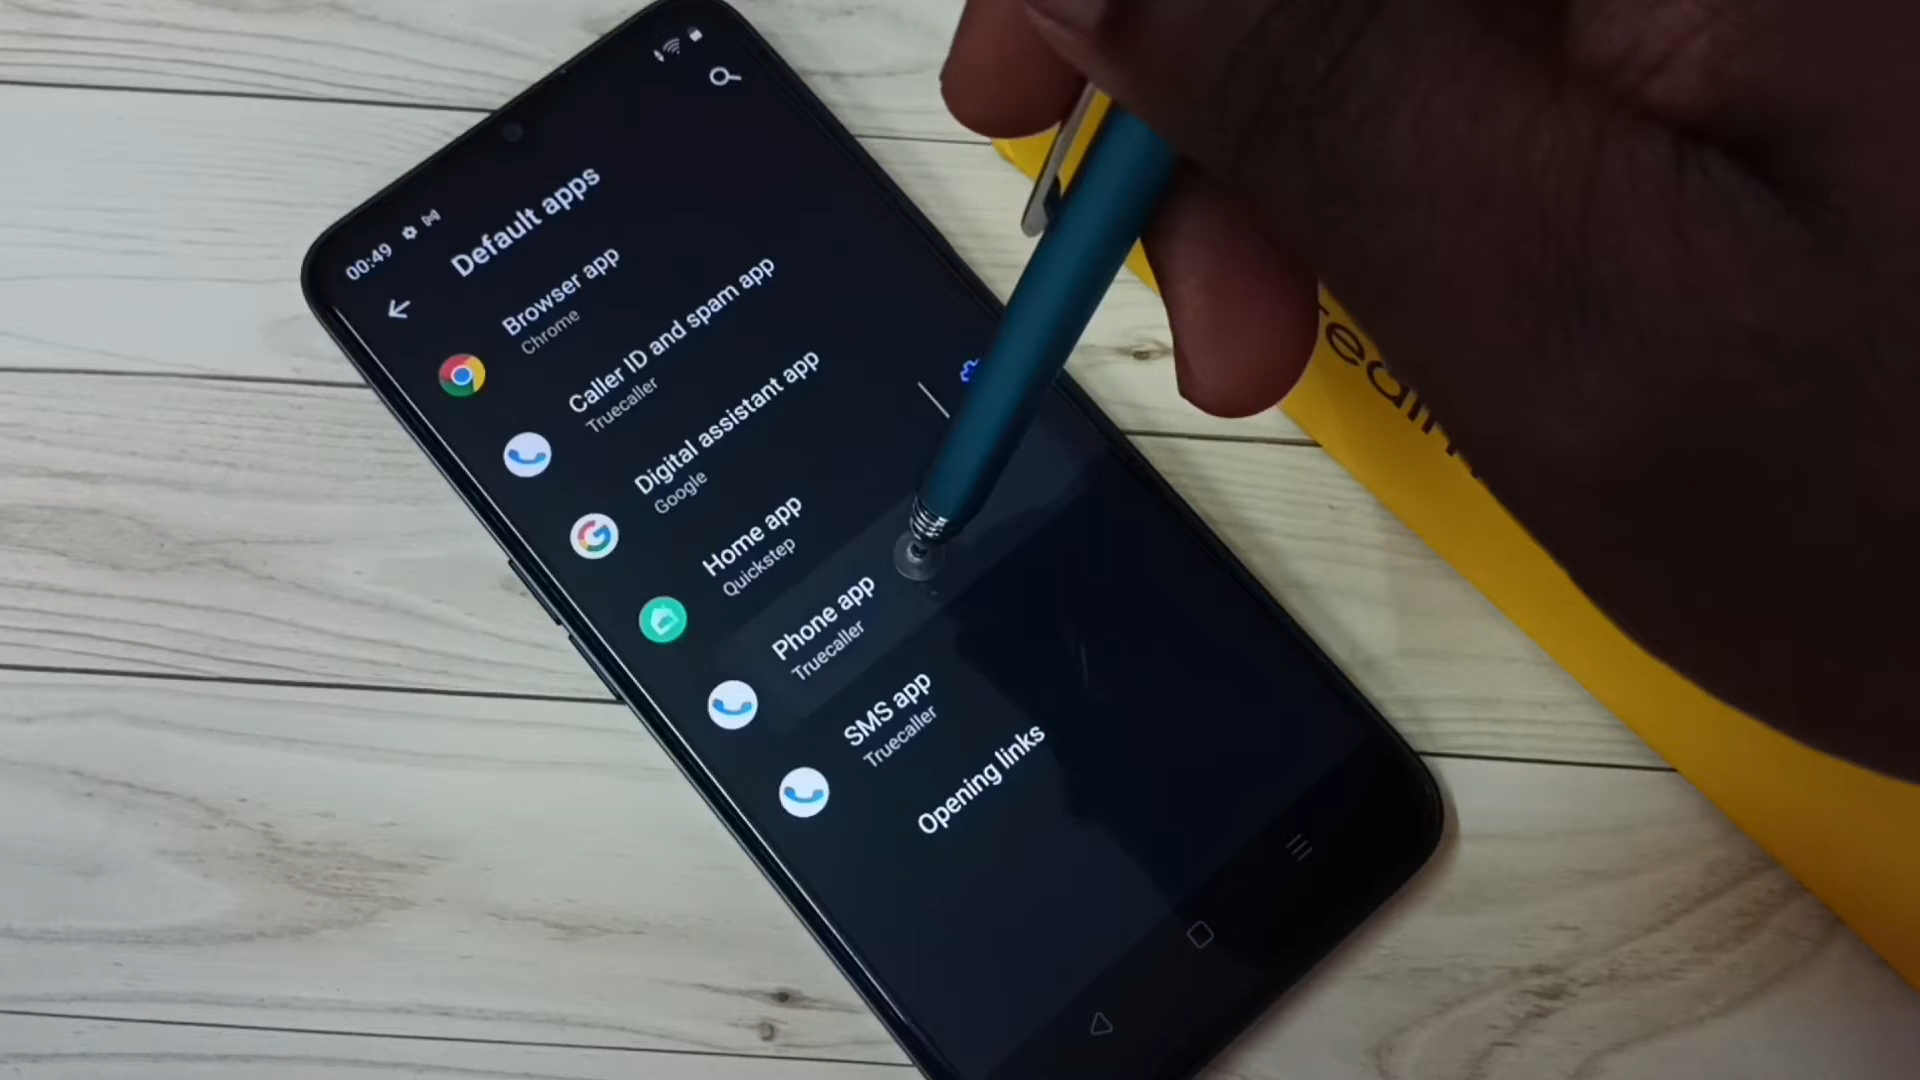 00:49
Default apps
Browser app
Chrome
Caller ID and spam app
Truecaller
Digital assistant app
Google
Home app
Quickstep
Phone app
Truecaller
SMS app
Truecaller
Opening links